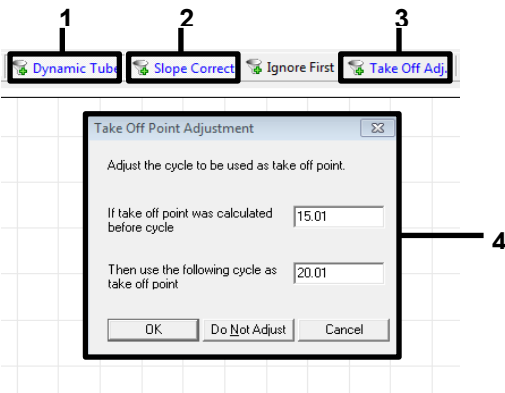 1 2 3
Dynamic Tube Slope Correct Ignore First Take Off Adj.
Take Off Point Adjustment
Adjust the cycle to be used as take off point.
If take off point was calculated
before cycle
15.01
4
Then use the following cycle as
take off point
20.01
OK Do Not Adjust Cancel